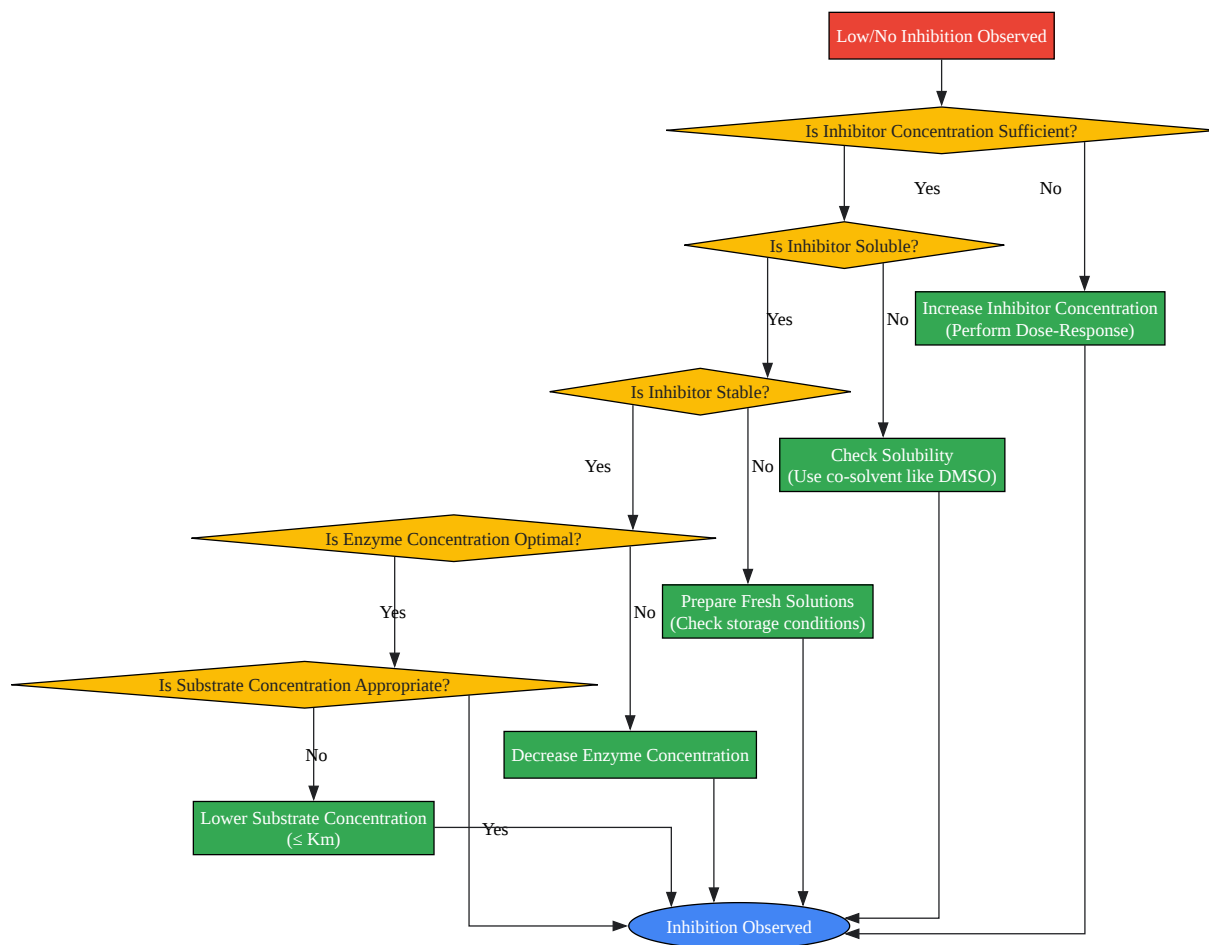 Low/No Inhibition Observed
Is Inhibitor Concentration Sufficient?
Yes
No
Is Inhibitor Soluble?
Increase Inhibitor Concentration
(Perform Dose-Response)
Yes
No
Is Inhibitor Stable?
Check Solubility
(Use co-solvent like DMSO)
Yes
No
Is Enzyme Concentration Optimal?
Prepare Fresh Solutions
(Check storage conditions)
Yes
No
Is Substrate Concentration Appropriate?
No
Decrease Enzyme Concentration
Lower Substrate Concentration
(≤ Km)
Yes
Inhibition Observed